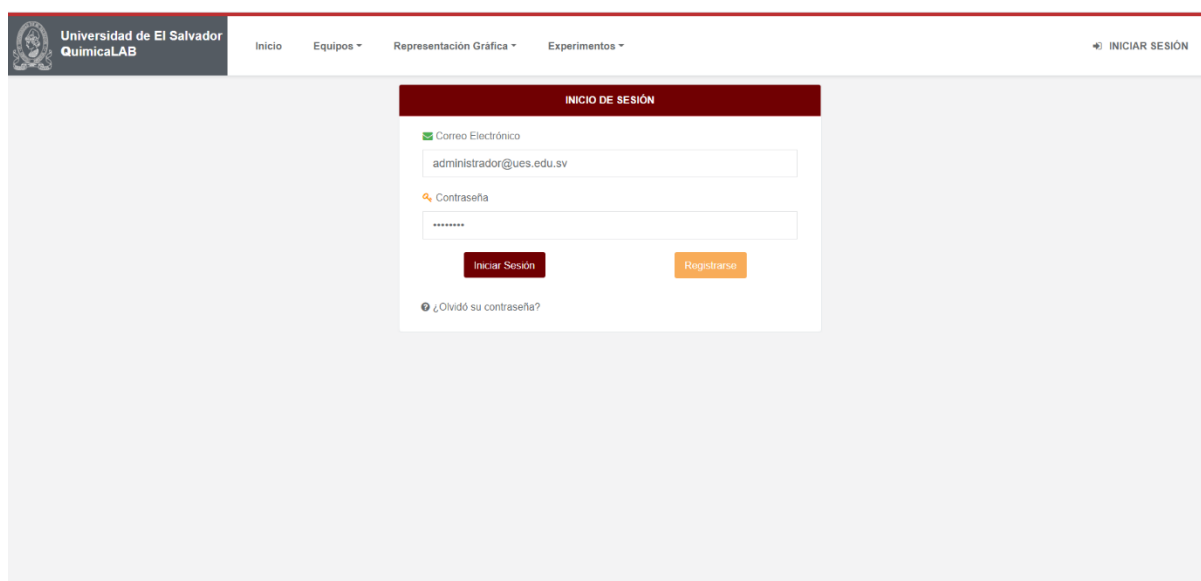 Universidad de El Salvador
QuimicaLAB
Inicio
Equipos
Representación Gráfica
Experimentos
INICIAR SESIÓN
INICIO DE SESIÓN
Correo Electrónico
administrador@ues.edu.sv
Contraseña
••••••••
Iniciar Sesión
Registrarse
¿Olvidó su contraseña?